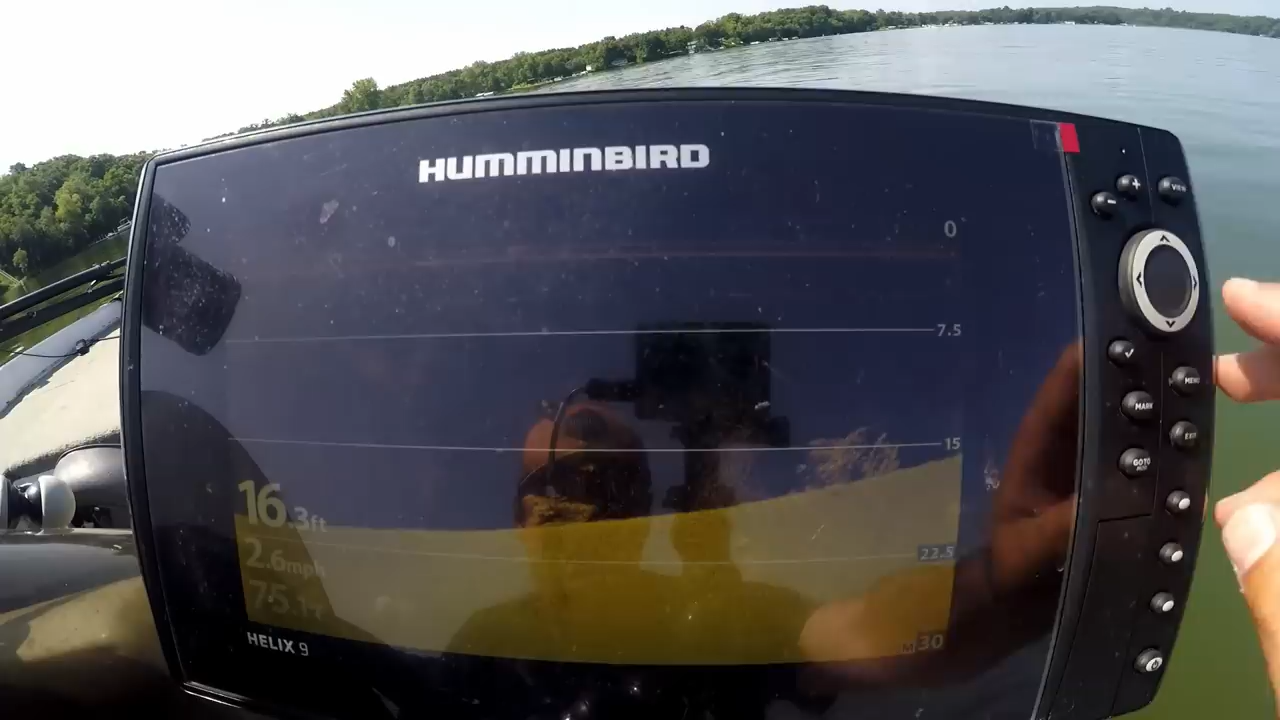 HUMMINBIRD
0
7.5
15
16.3ft
22.5
2.6mph
75.1
M 30
HELIX 9
VIEW
MENU
MARK
EXIT
GOTO